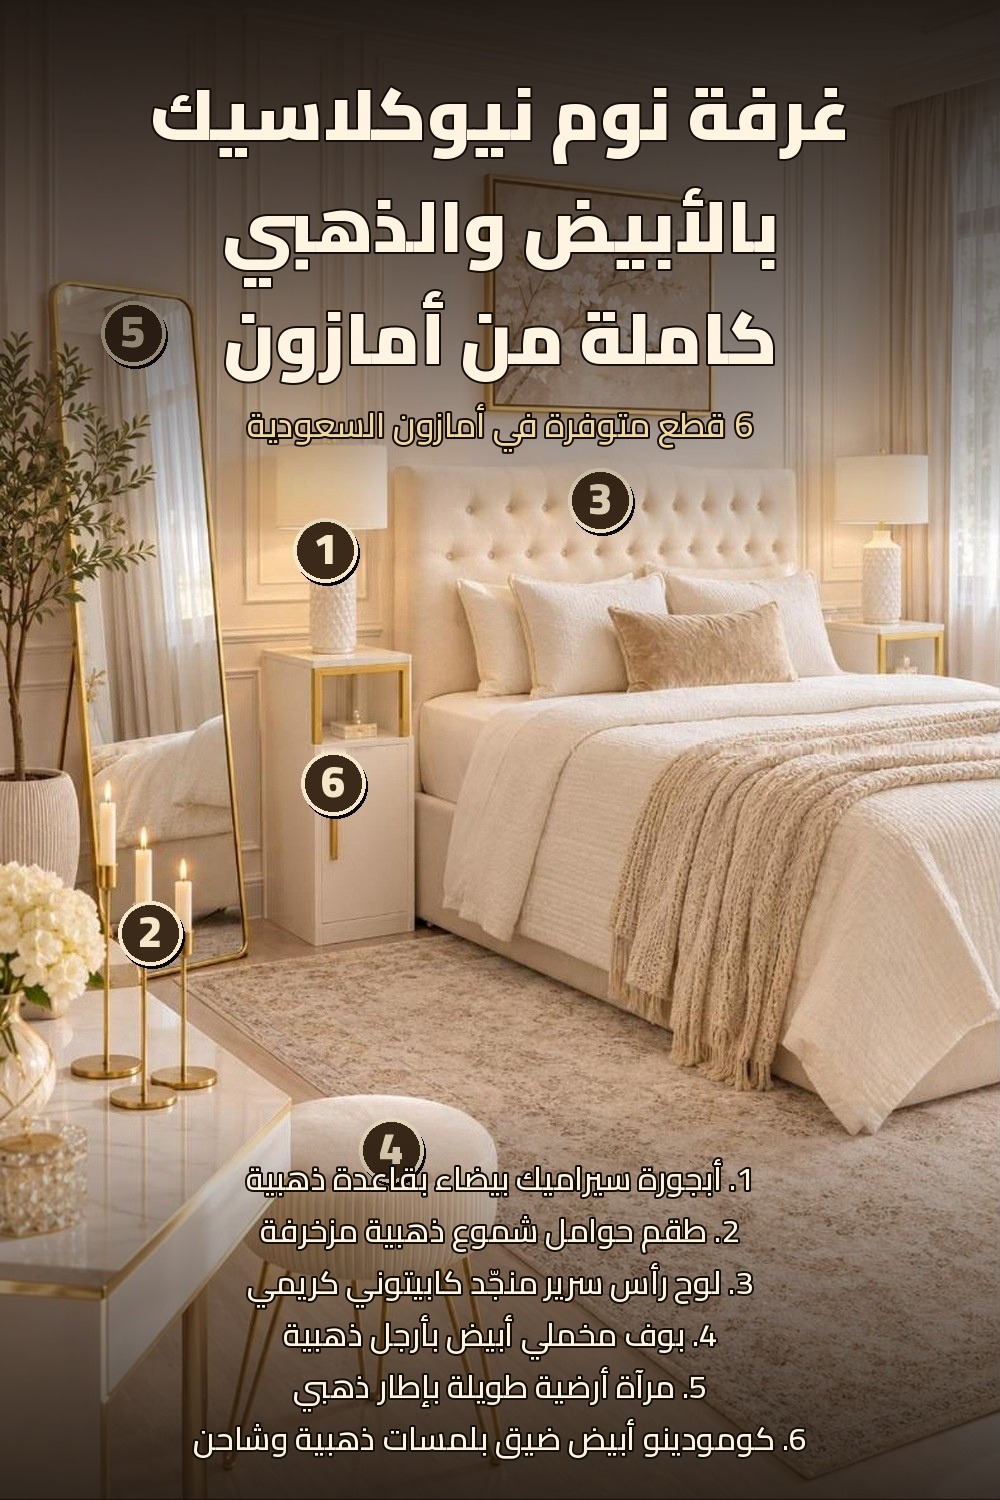 غرفة نوم نيوكلاسيك
بالأبيض والذهبي
كاملة من أمازون
6 قطع متوفرة في أمازون السعودية
5
3
1
6
2
4
1. أبجورة سيراميك بيضاء بقاعدة ذهبية
2. طقم حوامل شموع ذهبية مزخرفة
3. لوح رأس سرير منجّد كابيتوني كريمي
4. بوف مخملي أبيض بأرجل ذهبية
5. مرآة أرضية طويلة بإطار ذهبي
6. كومودينو أبيض ضيق بلمسات ذهبية وشاحن